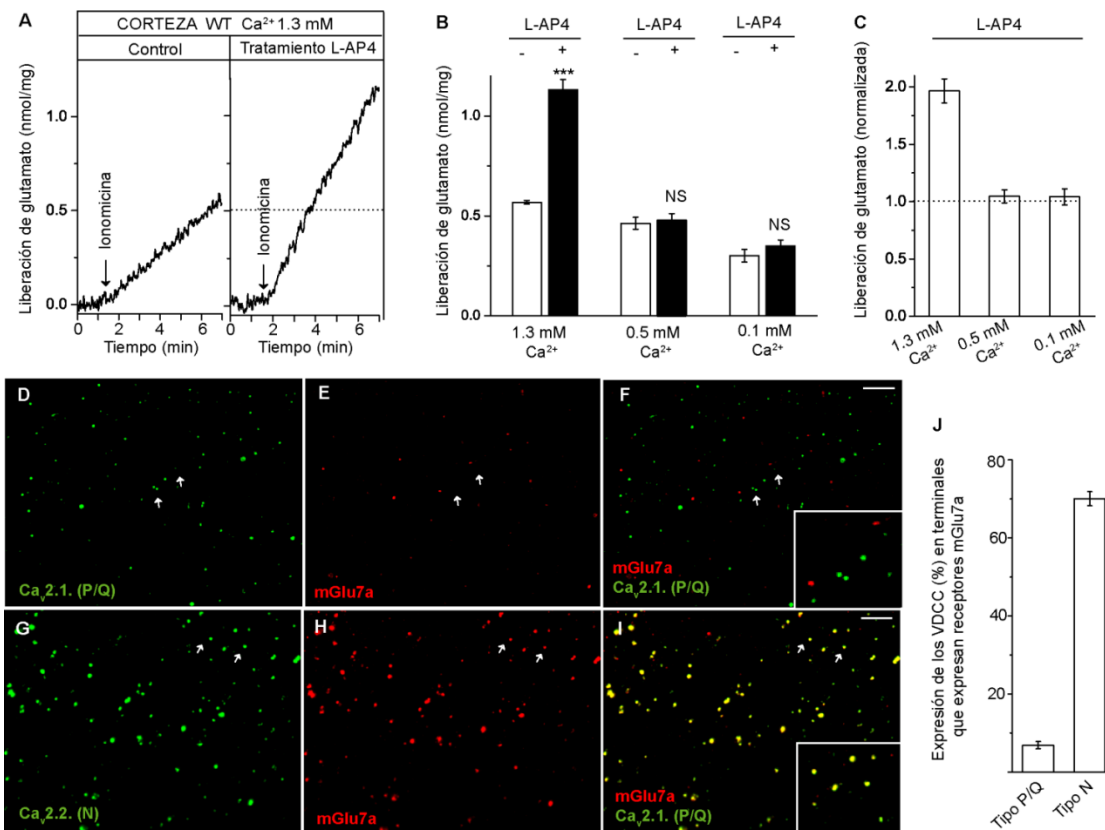 A
CORTEZA WT Ca²⁺ 1.3 mM
Control
Tratamiento L-AP4
Liberación de glutamato (nmol/mg)
1.0
0.5
0.0
Ionomicina
Ionomicina
0 2 4 6
0 2 4 6
Tiempo (min)
Tiempo (min)
B
L-AP4
L-AP4
L-AP4
- +
- +
- +
***
NS
NS
Liberación de glutamato (nmol/mg)
1.0
0.5
0.0
1.3 mM
Ca²⁺
0.5 mM
Ca²⁺
0.1 mM
Ca²⁺
C
L-AP4
Liberación de glutamato (normalizada)
2.0
1.5
1.0
0.5
0.0
1.3 mM
Ca²⁺
0.5 mM
Ca²⁺
0.1 mM
Ca²⁺
D
Caᵥ2.1. (P/Q)
E
mGlu7a
F
mGlu7a
Caᵥ2.1. (P/Q)
G
Caᵥ2.2. (N)
H
mGlu7a
I
mGlu7a
Caᵥ2.1. (P/Q)
J
Expresión de los VDCC (%) en terminales
que expresan receptores mGlu7a
80
60
40
20
Tipo P/Q
Tipo N